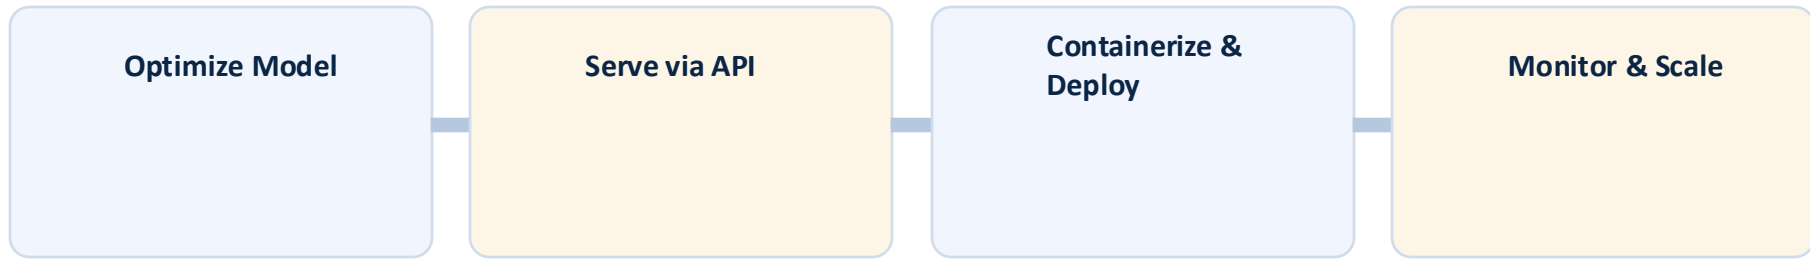 Optimize Model
Serve via API
Containerize &
Deploy
Monitor & Scale